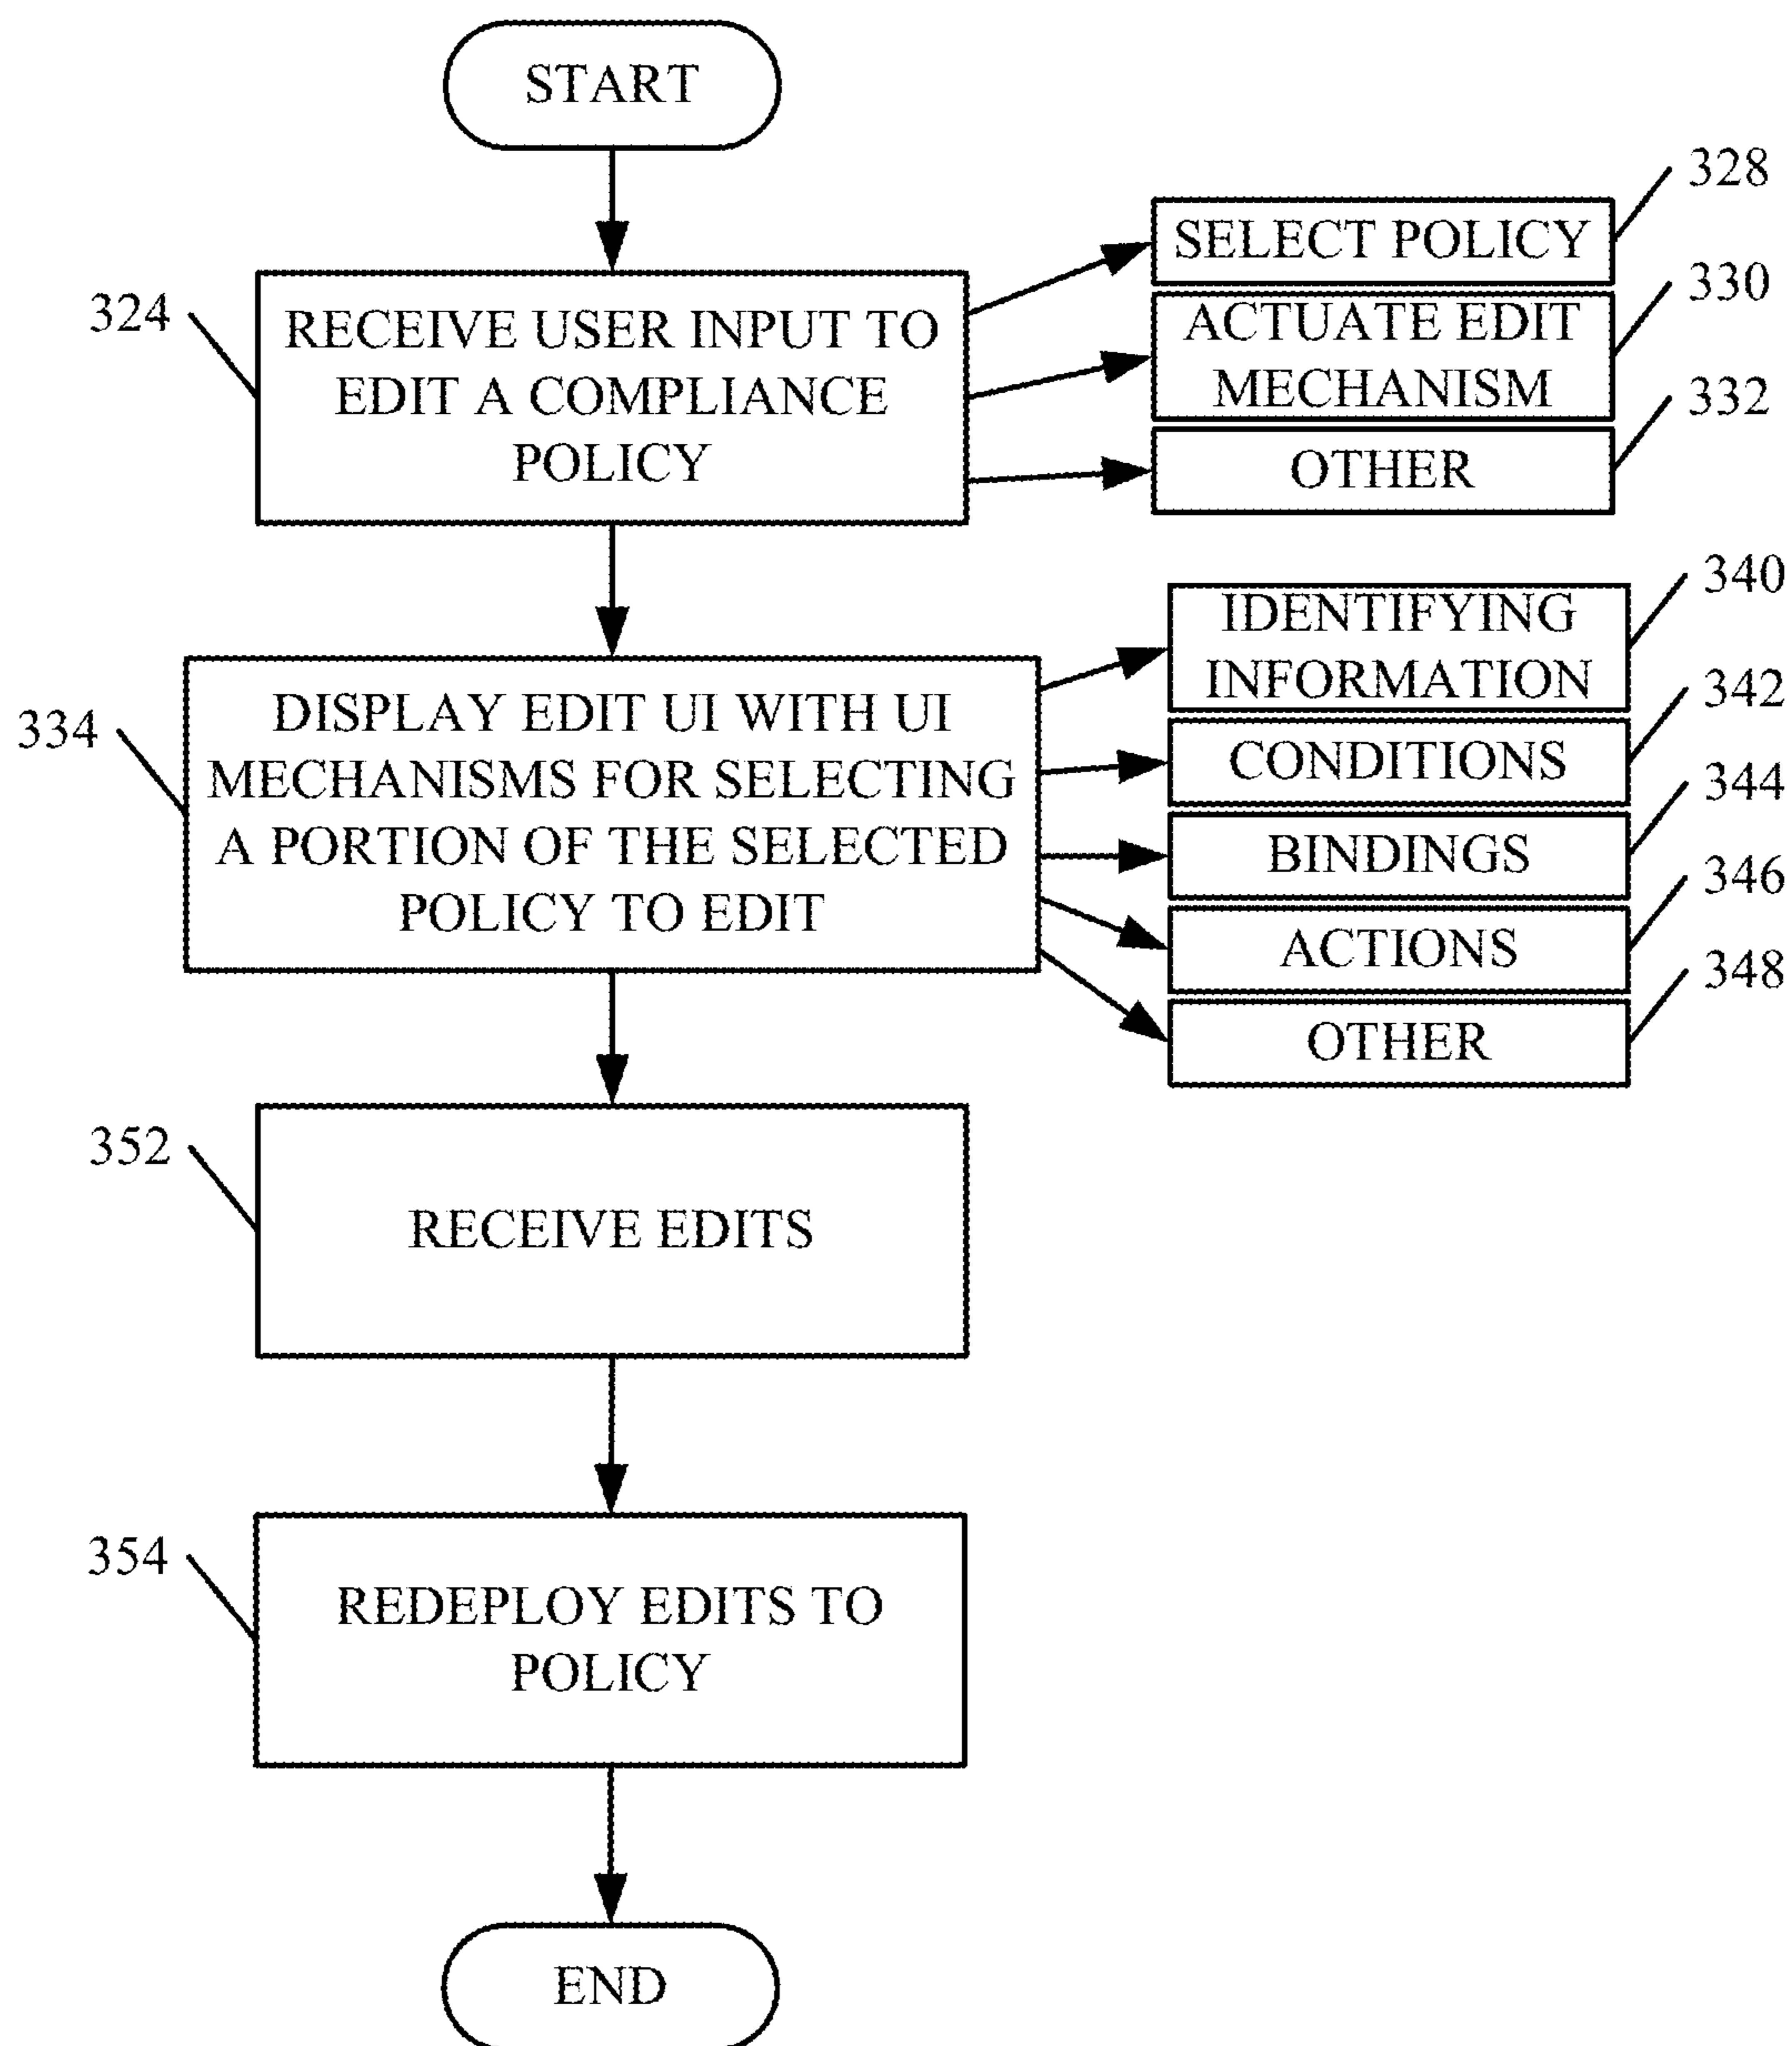 START
324
RECEIVE USER INPUT TO
EDIT A COMPLIANCE
POLICY
SELECT POLICY
328
ACTUATE EDIT
MECHANISM
330
OTHER
332
334
DISPLAY EDIT UI WITH UI
MECHANISMS FOR SELECTING
A PORTION OF THE SELECTED
POLICY TO EDIT
IDENTIFYING
INFORMATION
340
CONDITIONS
342
BINDINGS
344
ACTIONS
346
OTHER
348
352
RECEIVE EDITS
354
REDEPLOY EDITS TO
POLICY
END